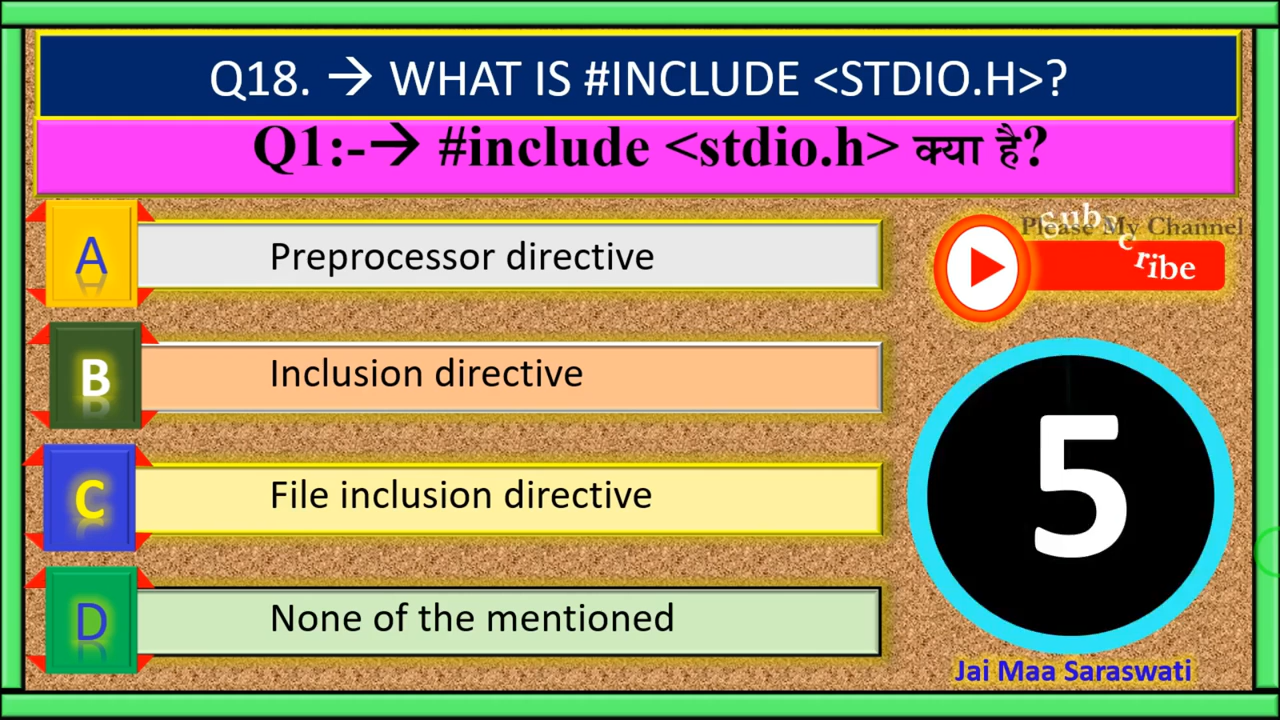 Q18. → WHAT IS #INCLUDE <STDIO.H>?
Q1:-→ #include <stdio.h> क्या है?
A Preprocessor directive
Please My Channel
Subscribe
B Inclusion directive
5
C File inclusion directive
D None of the mentioned
Jai Maa Saraswati